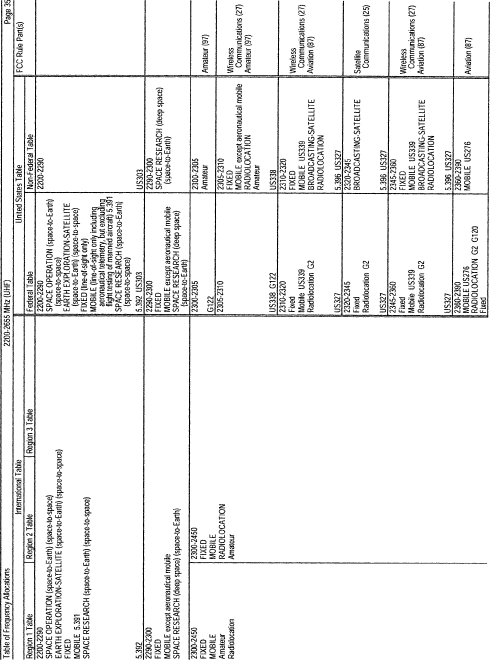 Table of Frequency Allocations 2200-2655 MHz (UHF) Page 35
International Table United States Table FCC Rule Part(s)
Region 1 Table Region 2 Table Region 3 Table Federal Table Non-Federal Table
2200-2290
SPACE OPERATION (space-to-Earth) (space-to-space)
EARTH EXPLORATION-SATELLITE (space-to-Earth) (space-to-space)
FIXED
MOBILE 5.391
SPACE RESEARCH (space-to-Earth) (space-to-space)
5.392
2200-2290
SPACE OPERATION (space-to-Earth)
(space-to-space)
EARTH EXPLORATION-SATELLITE
(space-to-Earth) (space-to-space)
FIXED (line-of-sight only)
MOBILE (line-of-sight only including
aeronautical telemetry, but excluding
flight testing of manned aircraft) 5.391
SPACE RESEARCH (space-to-Earth)
(space-to-space)
5.392 US303
2200-2290
US303
2290-2300
FIXED
MOBILE except aeronautical mobile
SPACE RESEARCH (deep space) (space-to-Earth)
2290-2300
FIXED
MOBILE except aeronautical mobile
SPACE RESEARCH (deep space)
(space-to-Earth)
2290-2300
SPACE RESEARCH (deep space)
(space-to-Earth)
2300-2450
FIXED
MOBILE
Amateur
Radiolocation
2300-2450
FIXED
MOBILE
RADIOLOCATION
Amateur
2300-2305
G122
2300-2305
Amateur
Amateur (97)
2305-2310
US338 G122
2305-2310
FIXED
MOBILE except aeronautical mobile
RADIOLOCATION
Amateur
US338
Wireless
Communications (27)
Amateur (97)
2310-2320
Fixed
Mobile US339
Radiolocation G2
US327
2310-2320
FIXED
MOBILE US339
BROADCASTING-SATELLITE
RADIOLOCATION
5.396 US327
Wireless
Communications (27)
Aviation (87)
2320-2345
Fixed
Radiolocation G2
US327
2320-2345
BROADCASTING-SATELLITE
5.396 US327
Satellite
Communications (25)
2345-2360
Fixed
Mobile US339
Radiolocation G2
US327
2345-2360
FIXED
MOBILE US339
BROADCASTING-SATELLITE
RADIOLOCATION
5.396 US327
Wireless
Communications (27)
Aviation (87)
2360-2390
MOBILE US276
RADIOLOCATION G2 G120
Fixed
2360-2390
MOBILE US276
Aviation (87)